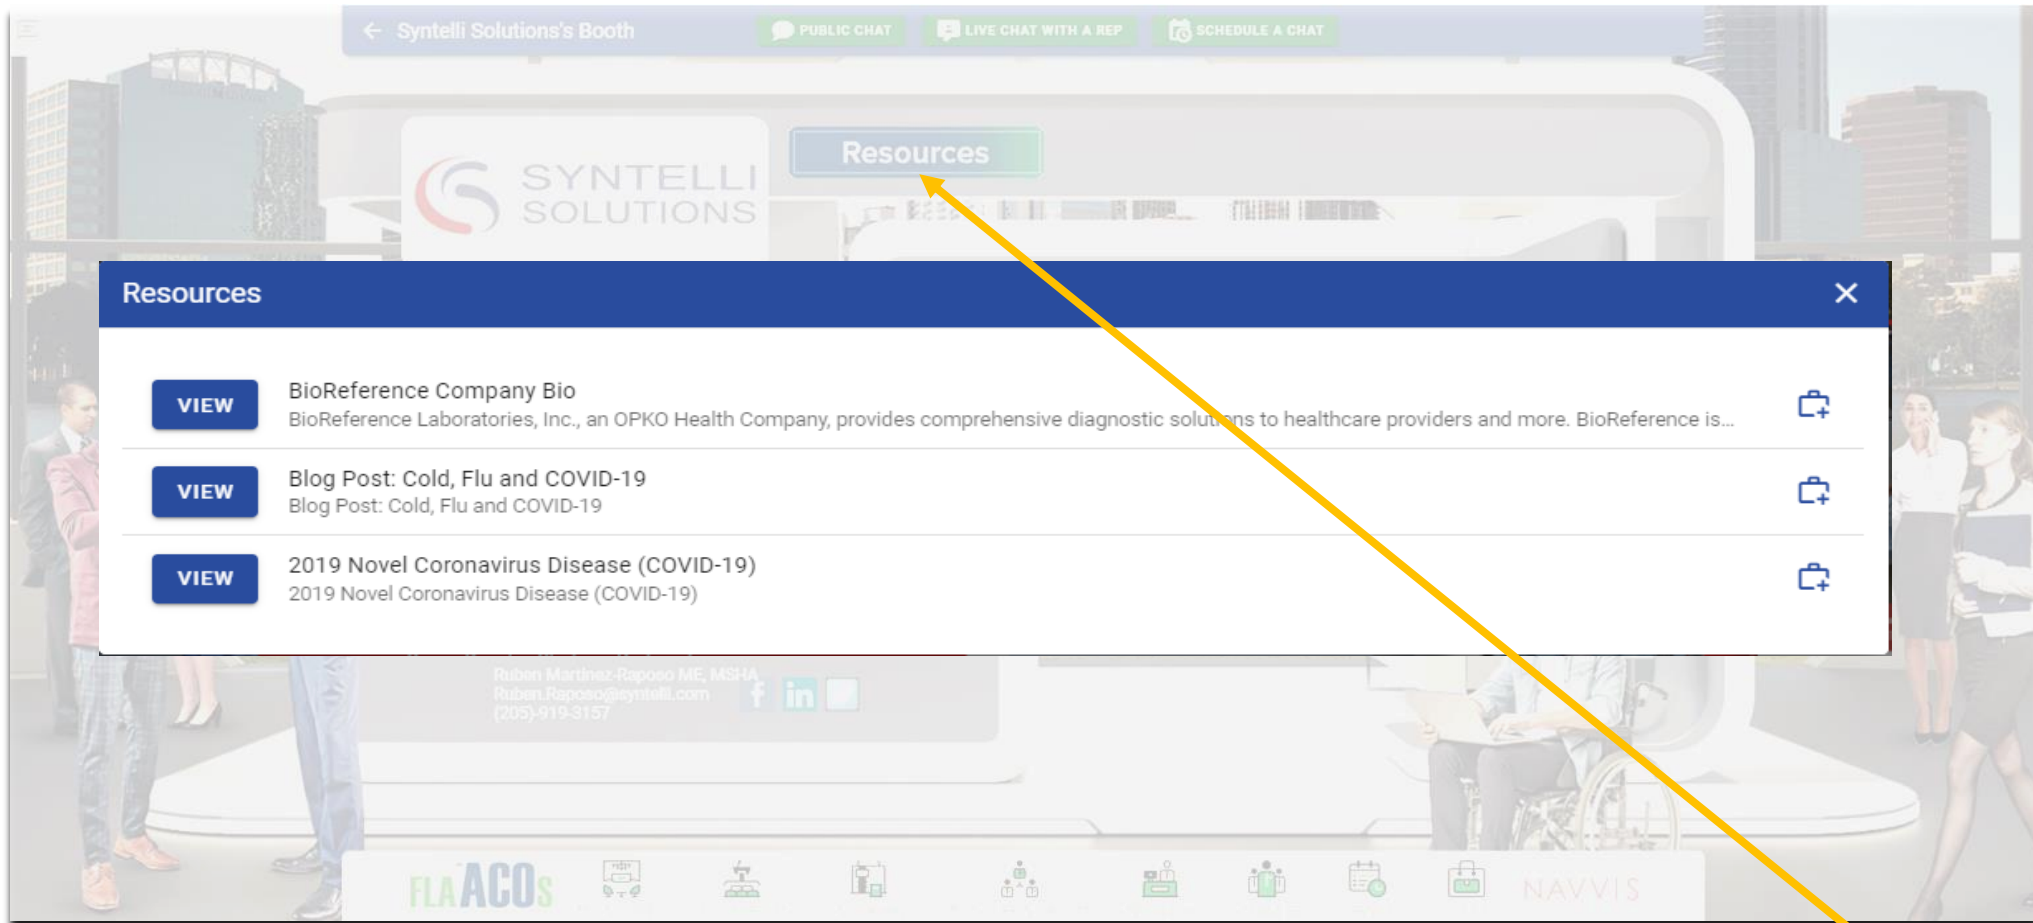 Syntelli Solutions's Booth
PUBLIC CHAT
LIVE CHAT WITH A REP
SCHEDULE A CHAT
SYNTELLI
SOLUTIONS
Resources
Resources
VIEW
BioReference Company Bio
BioReference Laboratories, Inc., an OPKO Health Company, provides comprehensive diagnostic solutions to healthcare providers and more. BioReference is...
VIEW
Blog Post: Cold, Flu and COVID-19
Blog Post: Cold, Flu and COVID-19
VIEW
2019 Novel Coronavirus Disease (COVID-19)
2019 Novel Coronavirus Disease (COVID-19)
Ruben Martinez-Raposo ME, MSHA
Ruben.Raposo@syntelli.com
(205)-919-3157
f in
FLAACOs
NAVVIS